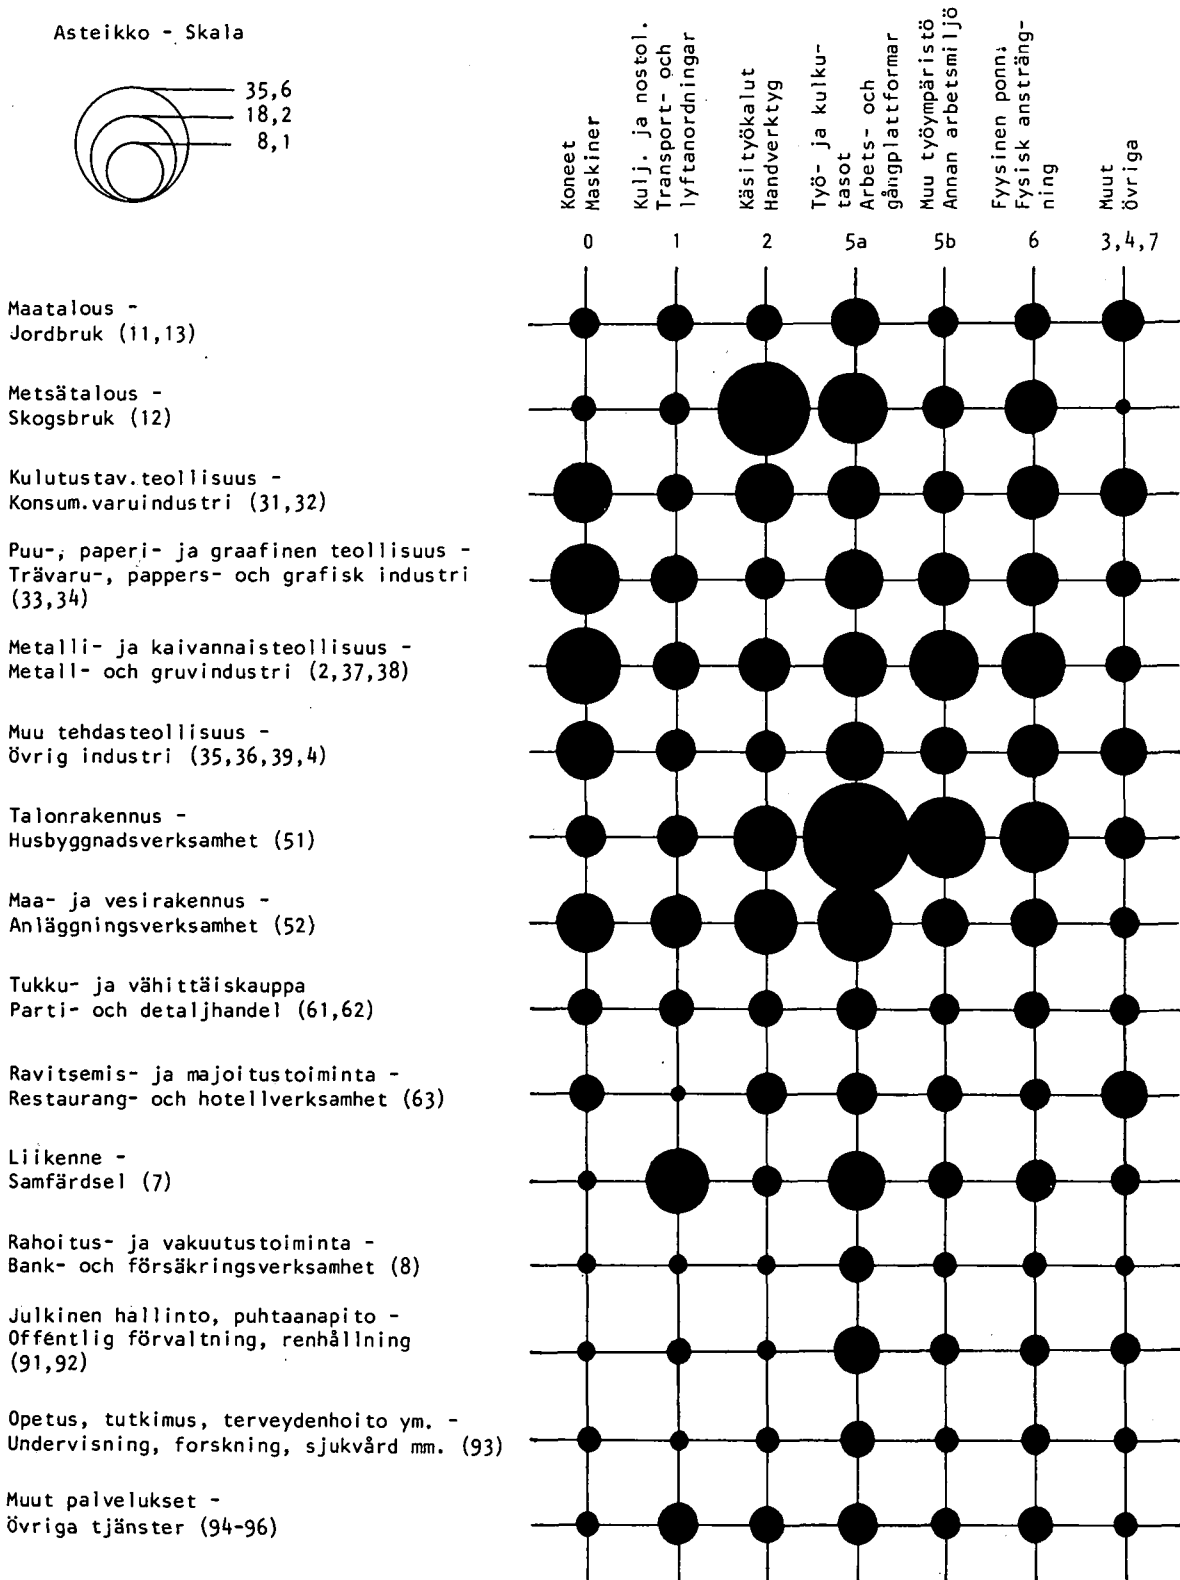 Asteikko - Skala
35,6
18,2
8,1
Koneet
Maskiner
Kulj. ja nostol.
Transport- och
lyftanordningar
Käsityökalut
Handverktyg
Työ- ja kulku-
tasot
Arbets- och
gångplattformar
Muu työympäristö
Annan arbetsmiljö
Fyysinen ponn.
Fysisk ansträng-
ning
Muut
Övriga
0 1 2 5a 5b 6 3,4,7
Maatalous -
Jordbruk (11,13)
Metsätalous -
Skogsbruk (12)
Kulutustav.teollisuus -
Konsum.varuindustri (31,32)
Puu-, paperi- ja graafinen teollisuus -
Trävaru-, pappers- och grafisk industri
(33,34)
Metalli- ja kaivannaisteollisuus -
Metall- och gruvindustri (2,37,38)
Muu tehdasteollisuus -
Övrig industri (35,36,39,4)
Talonrakennus -
Husbyggnadsverksamhet (51)
Maa- ja vesirakennus -
Anläggningsverksamhet (52)
Tukku- ja vähittäiskauppa
Parti- och detaljhandel (61,62)
Ravitsemis- ja majoitustoiminta -
Restaurang- och hotellverksamhet (63)
Liikenne -
Samfärdsel (7)
Rahoitus- ja vakuutustoiminta -
Bank- och försäkringsverksamhet (8)
Julkinen hallinto, puhtaanapito -
Offéntlig förvaltning, renhållning
(91,92)
Opetus, tutkimus, terveydenhoito ym. -
Undervisning, forskning, sjukvård mm. (93)
Muut palvelukset -
Övriga tjänster (94-96)